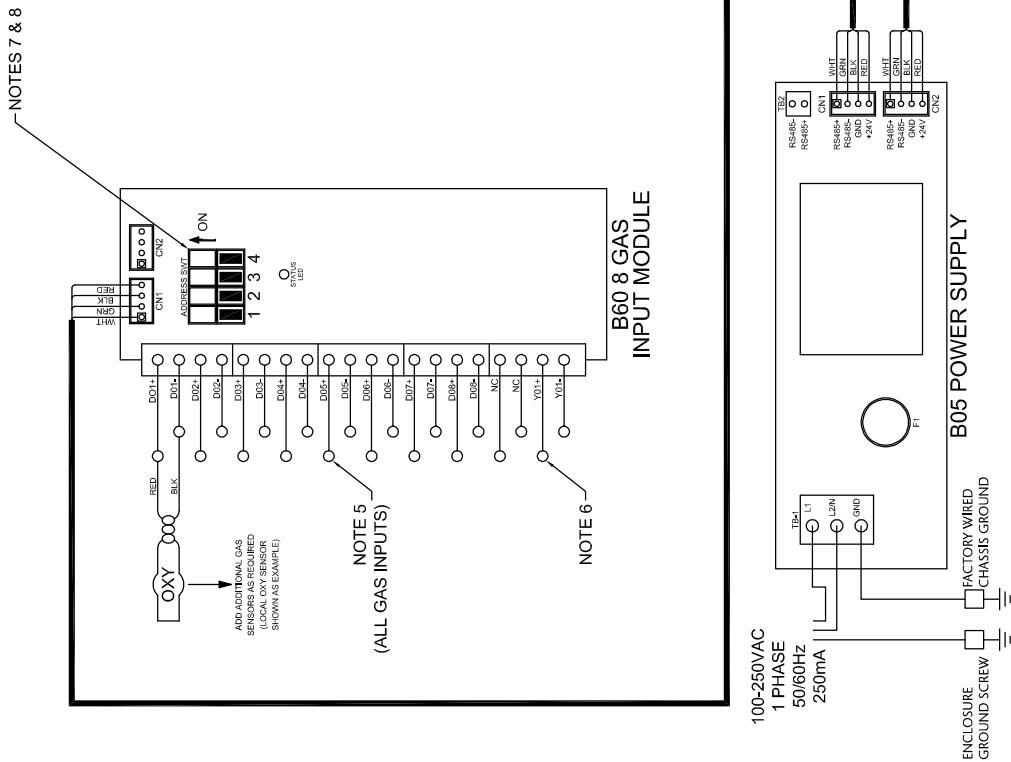 NOTES 7 & 8
RED
BLK
GRN
WHT
CN1
CN2
ADDRESS SWT
ON
1 2 3 4
STATUS
LED
B60 8 GAS
INPUT MODULE
DO1+
D01-
D02+
D02-
D03+
D03-
D04+
D04-
D05+
D05-
D06+
D06-
D07+
D07-
D08+
D08-
NC
NC
Y01+
Y01-
RED
BLK
OXY
ADD ADDITIONAL GAS
SENSORS AS REQUIRED
(LOCAL OXY SENSOR
SHOWN AS EXAMPLE)
NOTE 5
(ALL GAS INPUTS)
NOTE 6
100-250VAC
1 PHASE
50/60Hz
250mA
TB-1
L1
L2/N
GND
F1
B05 POWER SUPPLY
FACTORY WIRED
CHASSIS GROUND
ENCLOSURE
GROUND SCREW
TB2
RS485-
RS485+
CN1
RS485+
RS485-
GND
+24V
WHT
GRN
BLK
RED
CN2
RS485+
RS485-
GND
+24V
WHT
GRN
BLK
RED